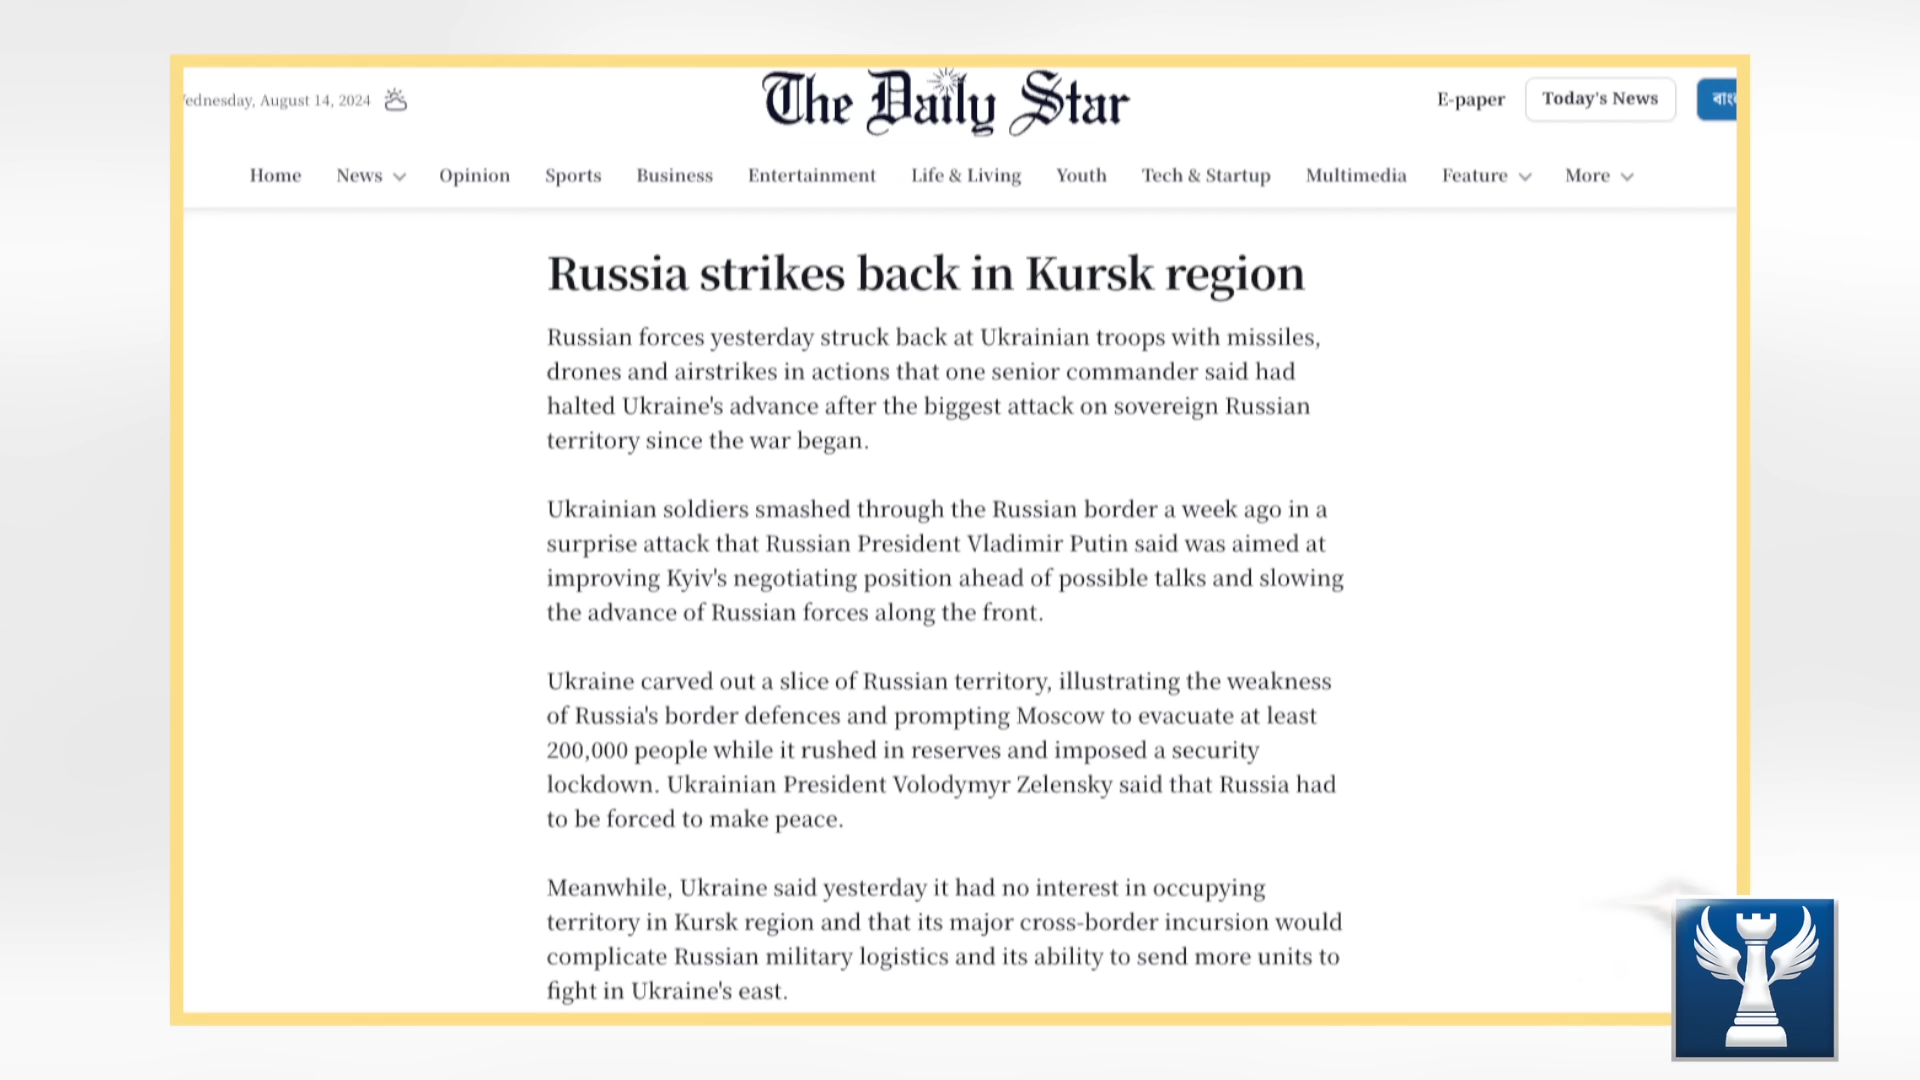 ednesday, August 14, 2024
The Daily Star
E-paper
Today's News
Home News Opinion Sports Business Entertainment Life & Living Youth Tech & Startup Multimedia Feature More
Russia strikes back in Kursk region
Russian forces yesterday struck back at Ukrainian troops with missiles,
drones and airstrikes in actions that one senior commander said had
halted Ukraine's advance after the biggest attack on sovereign Russian
territory since the war began.
Ukrainian soldiers smashed through the Russian border a week ago in a
surprise attack that Russian President Vladimir Putin said was aimed at
improving Kyiv's negotiating position ahead of possible talks and slowing
the advance of Russian forces along the front.
Ukraine carved out a slice of Russian territory, illustrating the weakness
of Russia's border defences and prompting Moscow to evacuate at least
200,000 people while it rushed in reserves and imposed a security
lockdown. Ukrainian President Volodymyr Zelensky said that Russia had
to be forced to make peace.
Meanwhile, Ukraine said yesterday it had no interest in occupying
territory in Kursk region and that its major cross-border incursion would
complicate Russian military logistics and its ability to send more units to
fight in Ukraine's east.